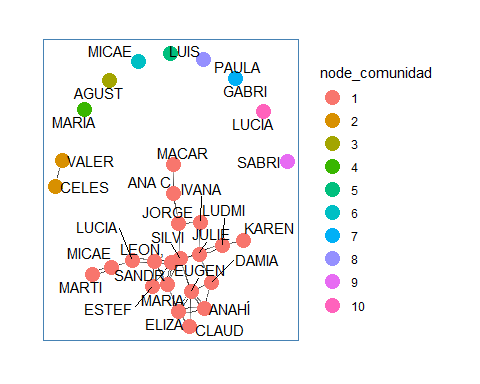 MICAE
LUIS
PAULA
AGUST
GABRI
MARIA
LUCIA
VALER
MACAR
SABRI
CELES
ANA C
IVANA
JORGE
LUDMI
LUCIA
SILVI
JULIE
KAREN
MICAE
LEON,
DAMIA
MARTI
SANDR
EUGEN
ESTEF
MARIA
ANAHÍ
ELIZA
CLAUD
node_comunidad
1
2
3
4
5
6
7
8
9
10